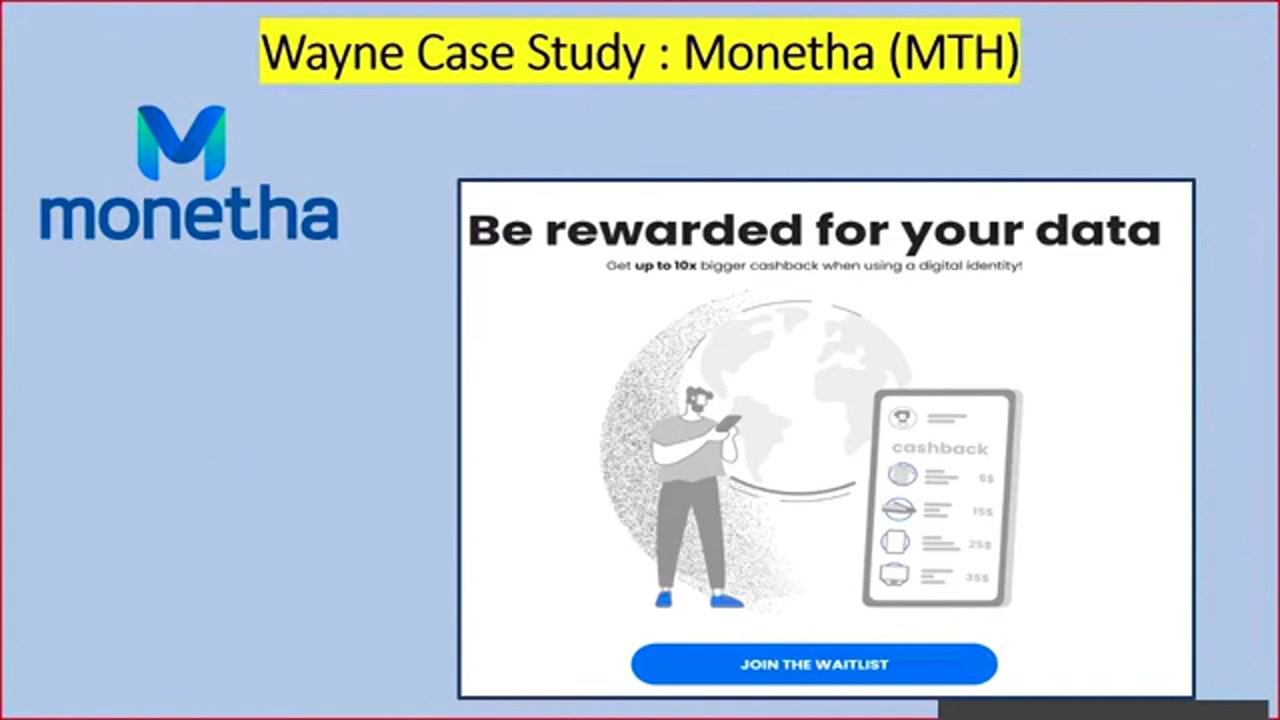 Wayne Case Study : Monetha (MTH)
monetha
Be rewarded for your data
Get up to 10x bigger cashback when using a digital identity!
cashback
5$
15$
25$
35$
JOIN THE WAITLIST